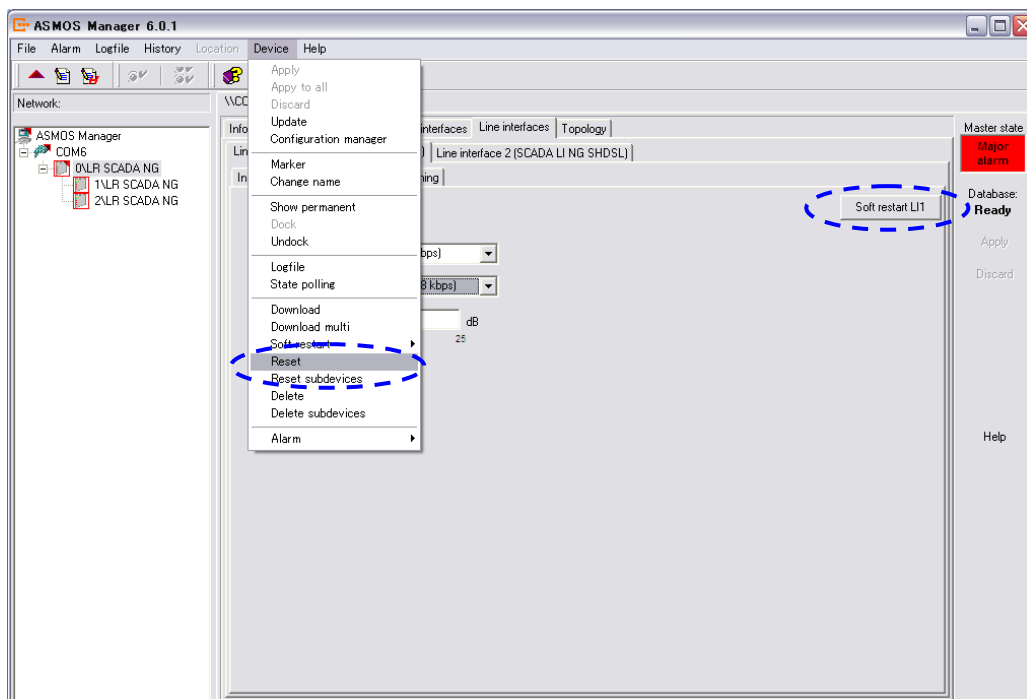 ASMOS Manager 6.0.1
File Alarm Logfile History Location Device Help
Network:
ASMOS Manager
COM6
0\LR SCADA NG
1\LR SCADA NG
2\LR SCADA NG
Apply
Appy to all
Discard
Update
Configuration manager
Marker
Change name
Show permanent
Dock
Undock
Logfile
State polling
Download
Download multi
Soft restart
Reset
Reset subdevices
Delete
Delete subdevices
Alarm
\\CO
Info
interfaces Line interfaces Topology
Lin
) Line interface 2 (SCADA LI NG SHDSL)
In
ning
Soft restart LI1
bps)
8 kbps)
dB
25
Master state
Major alarm
Database:
Ready
Apply
Discard
Help